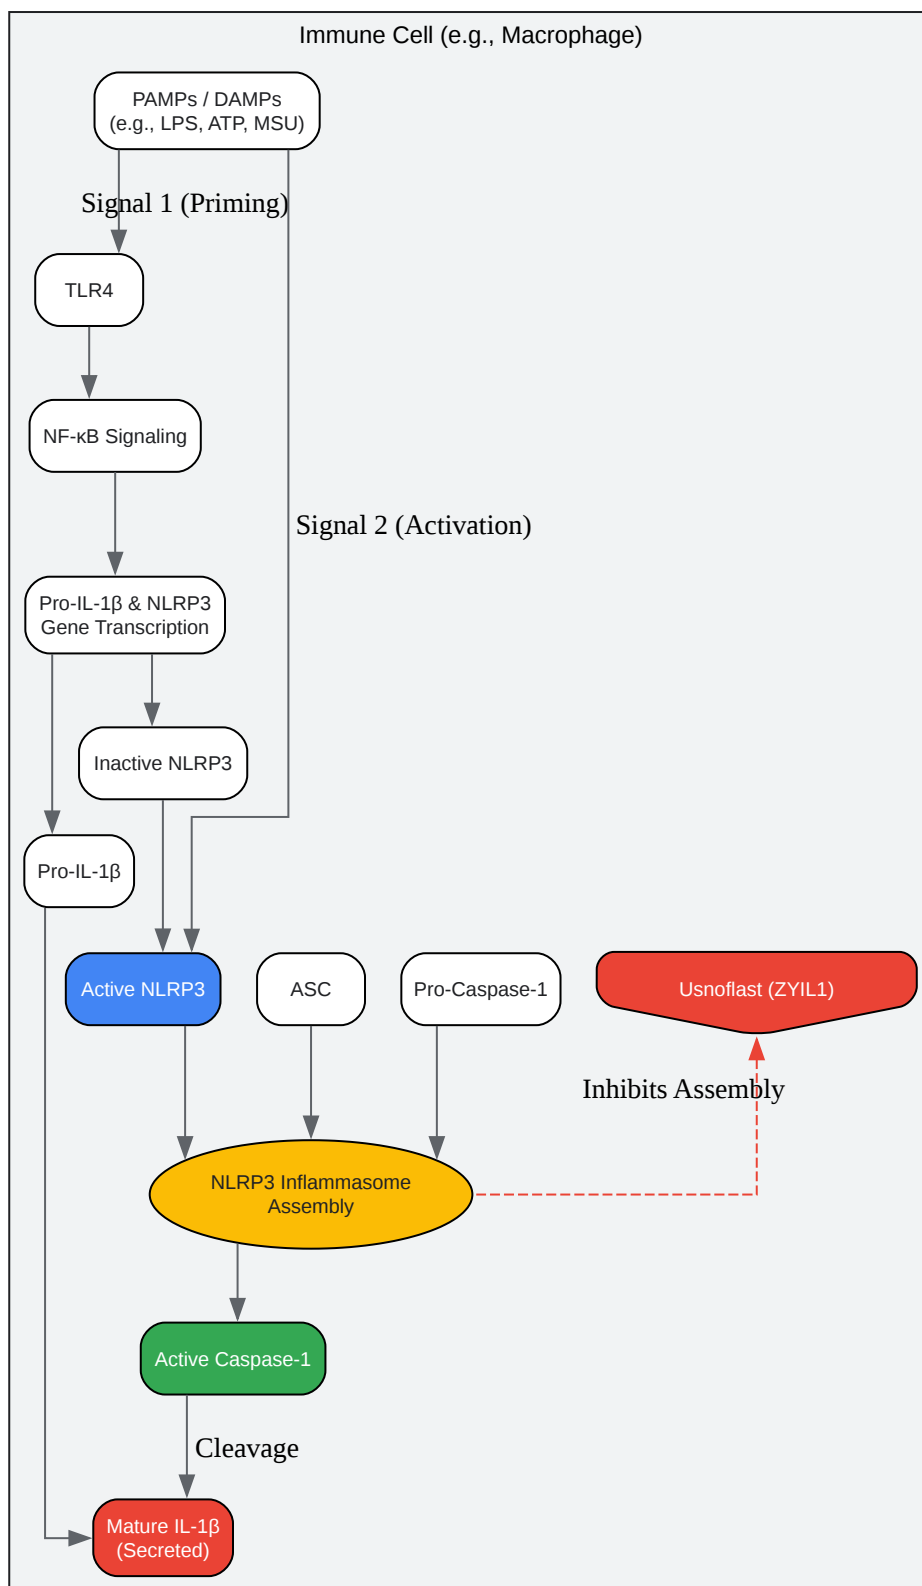 Immune Cell (e.g., Macrophage)
PAMPs / DAMPs
(e.g., LPS, ATP, MSU)
Signal 1 (Priming)
TLR4
NF-κB Signaling
Signal 2 (Activation)
Pro-IL-1β & NLRP3
Gene Transcription
Inactive NLRP3
Pro-IL-1β
Active NLRP3
ASC
Pro-Caspase-1
Usnoflast (ZYIL1)
Inhibits Assembly
NLRP3 Inflammasome
Assembly
Active Caspase-1
Cleavage
Mature IL-1β
(Secreted)